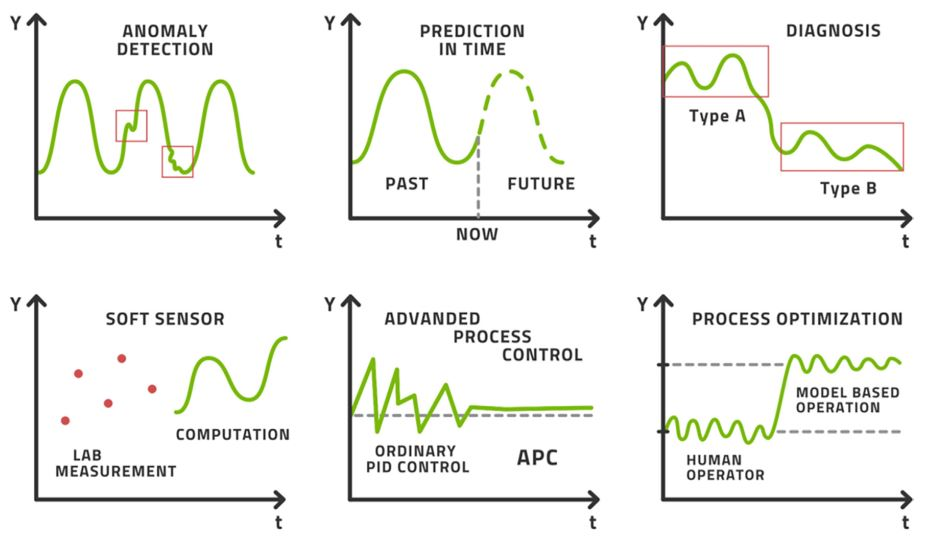 Y
ANOMALY
DETECTION
t
Y
PREDICTION
IN TIME
PAST
FUTURE
NOW
t
Y
DIAGNOSIS
Type A
Type B
t
Y
SOFT SENSOR
COMPUTATION
LAB
MEASUREMENT
t
Y
ADVANDED
PROCESS
CONTROL
ORDINARY
PID CONTROL
APC
t
Y
PROCESS OPTIMIZATION
MODEL BASED
OPERATION
HUMAN
OPERATOR
t